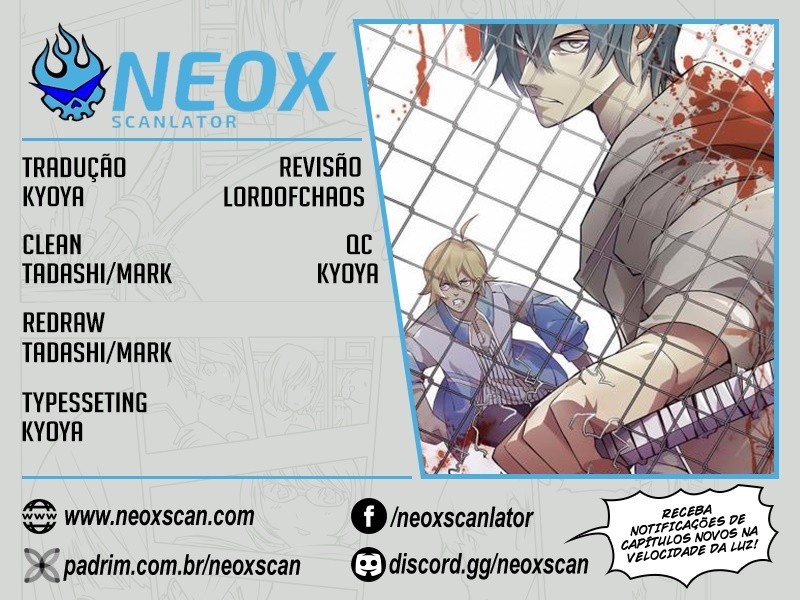 NEOX
SCANLATOR
TRADUÇÃO
KYOYA
REVISÃO
LORDOFCHAOS
CLEAN
TADASHI/MARK
QC
KYOYA
REDRAW
TADASHI/MARK
TYPESSETING
KYOYA
www
www.neoxscan.com
/neoxscanlator
padrim.com.br/neoxscan
discord.gg/neoxscan
RECEBA
NOTIFICAÇÕES DE
CAPÍTULOS NOVOS NA
VELOCIDADE DA LUZ!